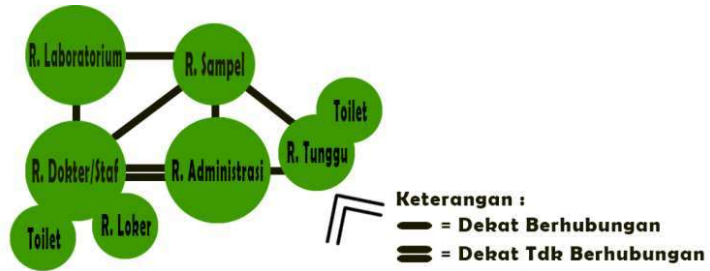 R. Laboratorium
R. Sampel
Toilet
R. Tunggu
R. Dokter/Staf
R. Administrasi
R. Loker
Toilet
Keterangan :
= Dekat Berhubungan
= Dekat Tdk Berhubungan